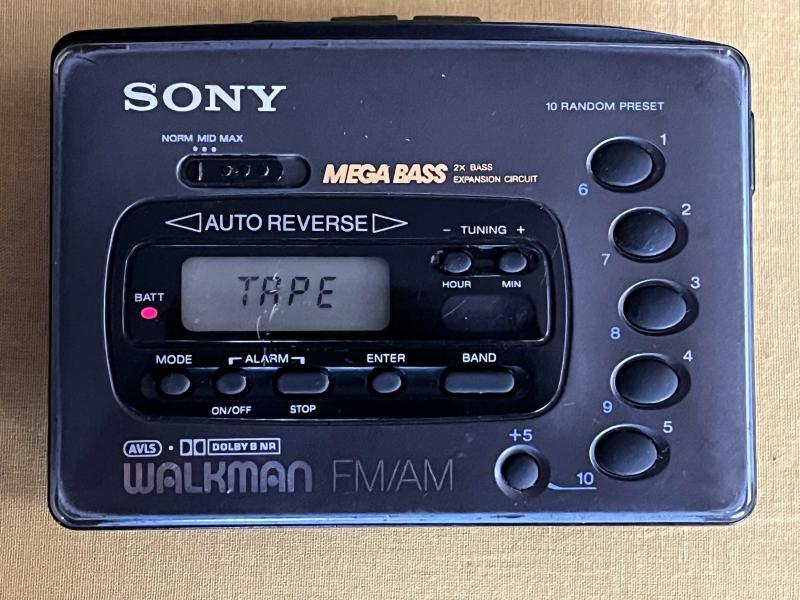 SONY
10 RANDOM PRESET
NORM MID MAX
MEGA BASS 2X BASS
EXPANSION CIRCUIT
1
6
2
7
3
8
4
9
5
+5
10
AUTO REVERSE
− TUNING +
HOUR MIN
TAPE
BATT
MODE ALARM ENTER BAND
ON/OFF STOP
AVLS · DOLBY B NR
WALKMAN FM/AM